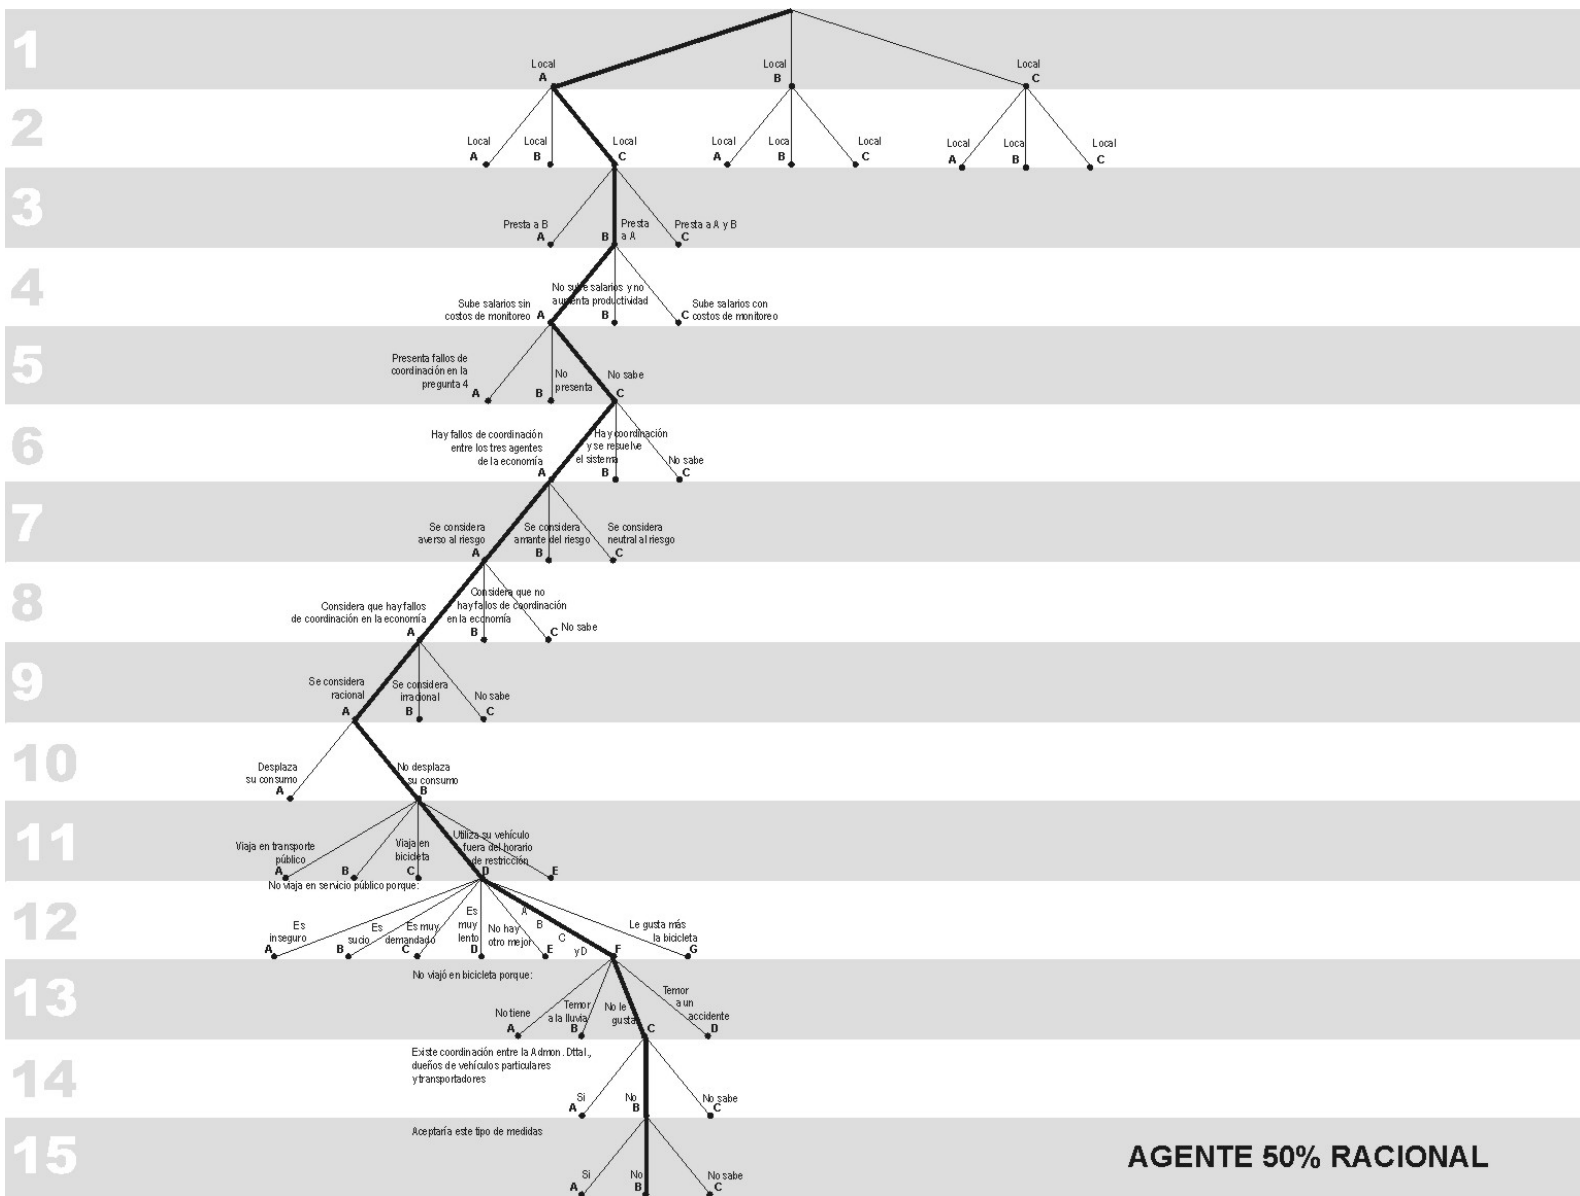 1
Local
A
Local
B
Local
C
2
Local
A
Local
B
Local
C
Local
A
Loca
B
Local
C
Local
A
Loca
B
Local
C
3
Presta a B
A
Presta
a A
B
Presta a A y B
C
4
Sube salarios sin
costos de monitoreo
A
No sube salarios y no
aumenta productividad
B
Sube salarios con
costos de monitoreo
C
5
Presenta fallos de
coordinación en la
pregunta 4
A
No
presenta
B
No sabe
C
6
Hay fallos de coordinación
entre los tres agentes
de la economía
A
Hay coordinación
y se resuelve
el sistema
B
No sabe
C
7
Se considera
averso al riesgo
A
Se considera
amante del riesgo
B
Se considera
neutral al riesgo
C
8
Considera que hay fallos
de coordinación en la economía
A
Considera que no
hay fallos de coordinación
en la economía
B
No sabe
C
9
Se considera
racional
A
Se considera
irracional
B
No sabe
C
10
Desplaza
su consumo
A
No desplaza
su consumo
B
11
Viaja en transporte
público
A
B
Viaja en
bicicleta
C
Utiliza su vehículo
fuera del horario
de restricción
D
E
No viaja en servicio público porque:
12
Es
inseguro
A
Es
sucio
B
Es muy
demandado
C
Es
muy
lento
D
No hay
otro mejor
E
A
B
C
y D
F
Le gusta más
la bicicleta
G
No viajó en bicicleta porque:
13
No tiene
A
Temor
a la lluvia
B
No le
gusta
C
Temor
a un
accidente
D
Existe coordinación entre la Admon. Dttal.,
dueños de vehículos particulares
y transportadores
14
Si
A
No
B
No sabe
C
Aceptaría este tipo de medidas
15
Si
A
No
B
No sabe
C
AGENTE 50% RACIONAL